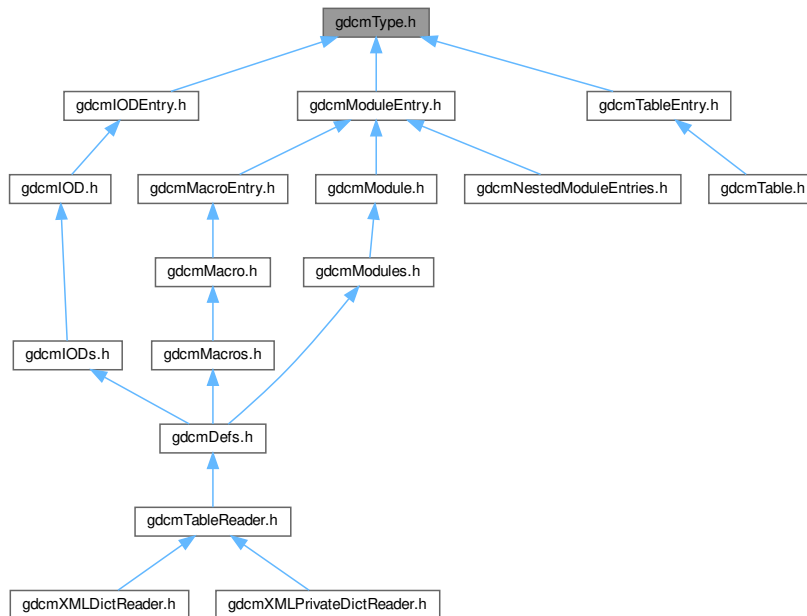 gdcmType.h
gdcmIODEntry.h
gdcmModuleEntry.h
gdcmTableEntry.h
gdcmIOD.h
gdcmMacroEntry.h
gdcmModule.h
gdcmNestedModuleEntries.h
gdcmTable.h
gdcmMacro.h
gdcmModules.h
gdcmIODs.h
gdcmMacros.h
gdcmDefs.h
gdcmTableReader.h
gdcmXMLDictReader.h
gdcmXMLPrivateDictReader.h